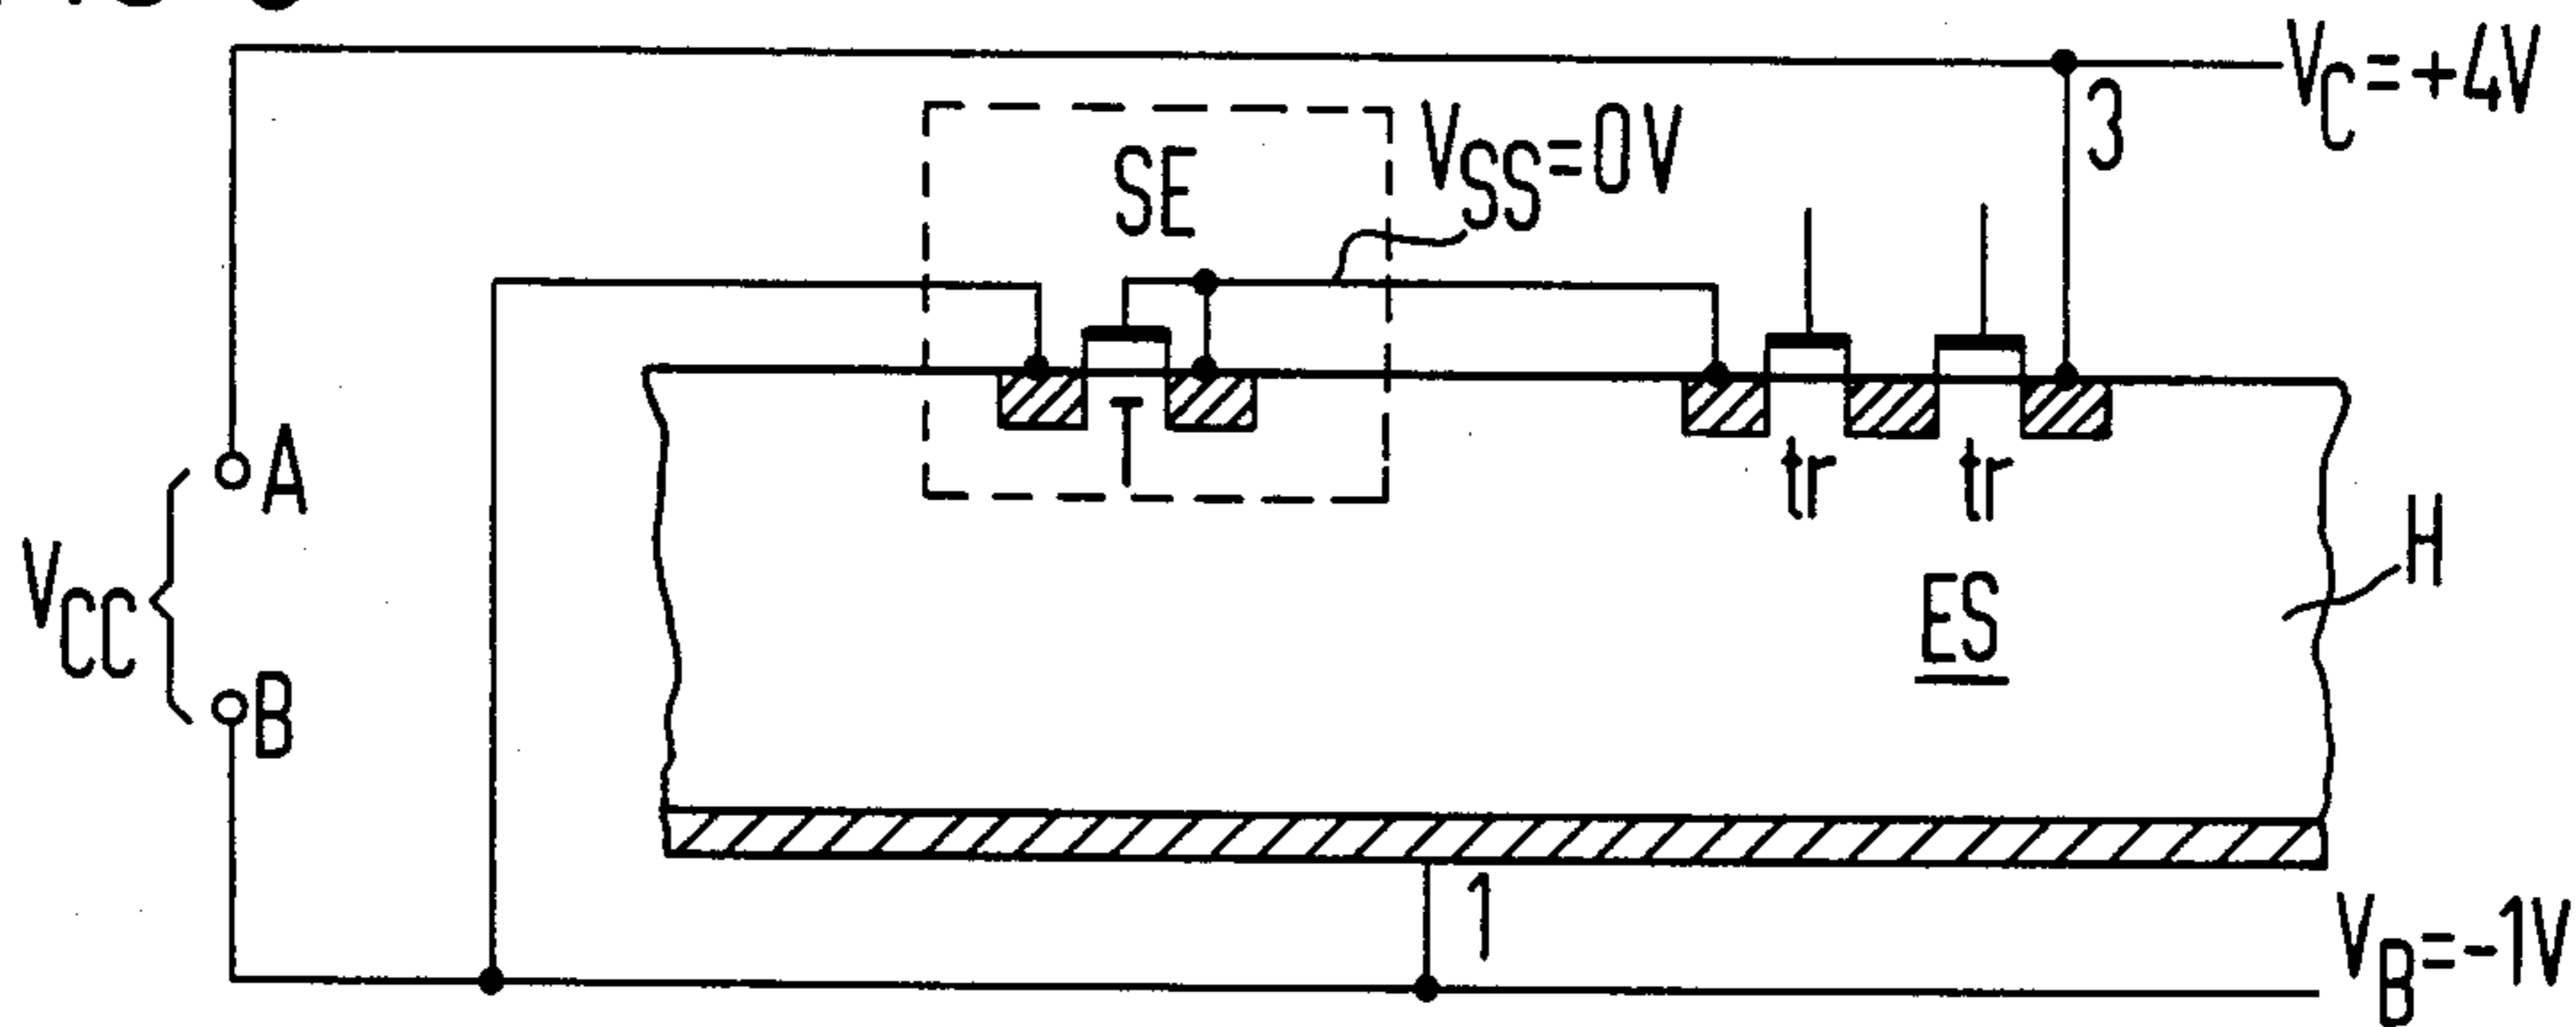 V_C=+4V
3
SE
V_SS=0V
A
T
tr
tr
V_CC
H
ES
B
1
V_B=-1V